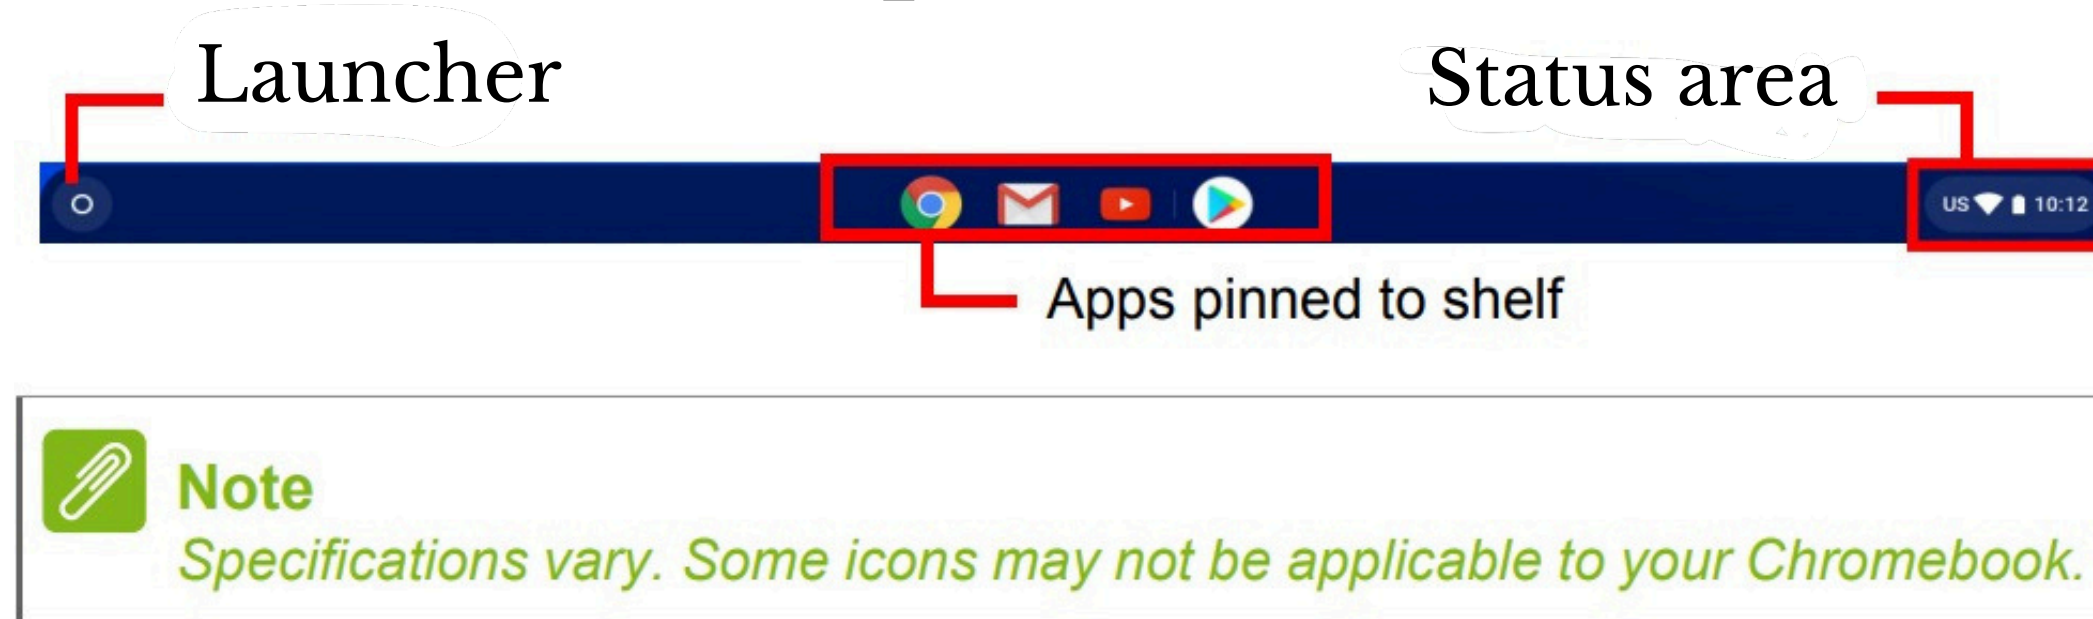 Launcher
Status area
US 10:12
Apps pinned to shelf
Note
Specifications vary. Some icons may not be applicable to your Chromebook.